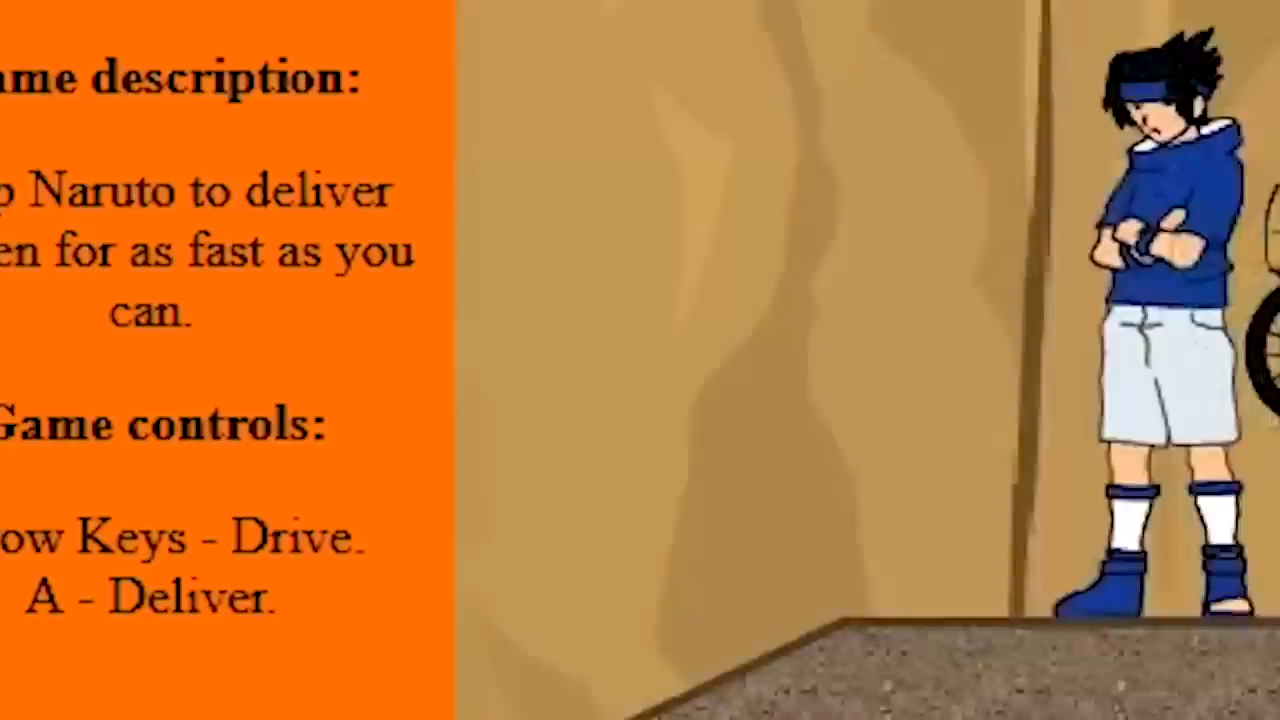 ame description:
p Naruto to deliver
en for as fast as you
can.
Game controls:
ow Keys - Drive.
A - Deliver.